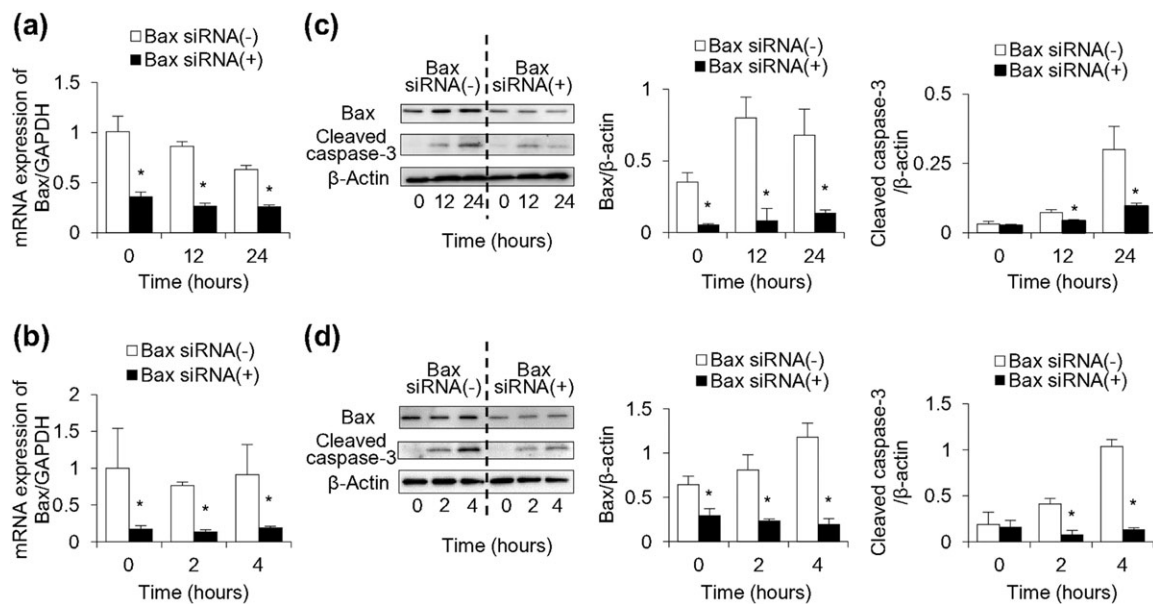 (a)
Bax siRNA(-)
Bax siRNA(+)
mRNA expression of
Bax/GAPDH
1.5
1
0.5
0
*
*
*
0 12 24
Time (hours)
(c)
Bax
siRNA(-)
Bax
siRNA(+)
Bax
Cleaved
caspase-3
β-Actin
0 12 24 0 12 24
Time (hours)
Bax siRNA(-)
Bax siRNA(+)
Bax/β-actin
1
0.5
0
*
*
*
0 12 24
Time (hours)
Bax siRNA(-)
Bax siRNA(+)
Cleaved caspase-3
/β-actin
0.5
0.25
0
*
*
0 12 24
Time (hours)
(b)
Bax siRNA(-)
Bax siRNA(+)
mRNA expression of
Bax/GAPDH
2
1.5
1
0.5
0
*
*
*
0 2 4
Time (hours)
(d)
Bax
siRNA(-)
Bax
siRNA(+)
Bax
Cleaved
caspase-3
β-Actin
0 2 4 0 2 4
Time (hours)
Bax siRNA(-)
Bax siRNA(+)
Bax/β-actin
1.5
1
0.5
0
*
*
*
0 2 4
Time (hours)
Bax siRNA(-)
Bax siRNA(+)
Cleaved caspase-3
/β-actin
1.5
1
0.5
0
*
*
0 2 4
Time (hours)